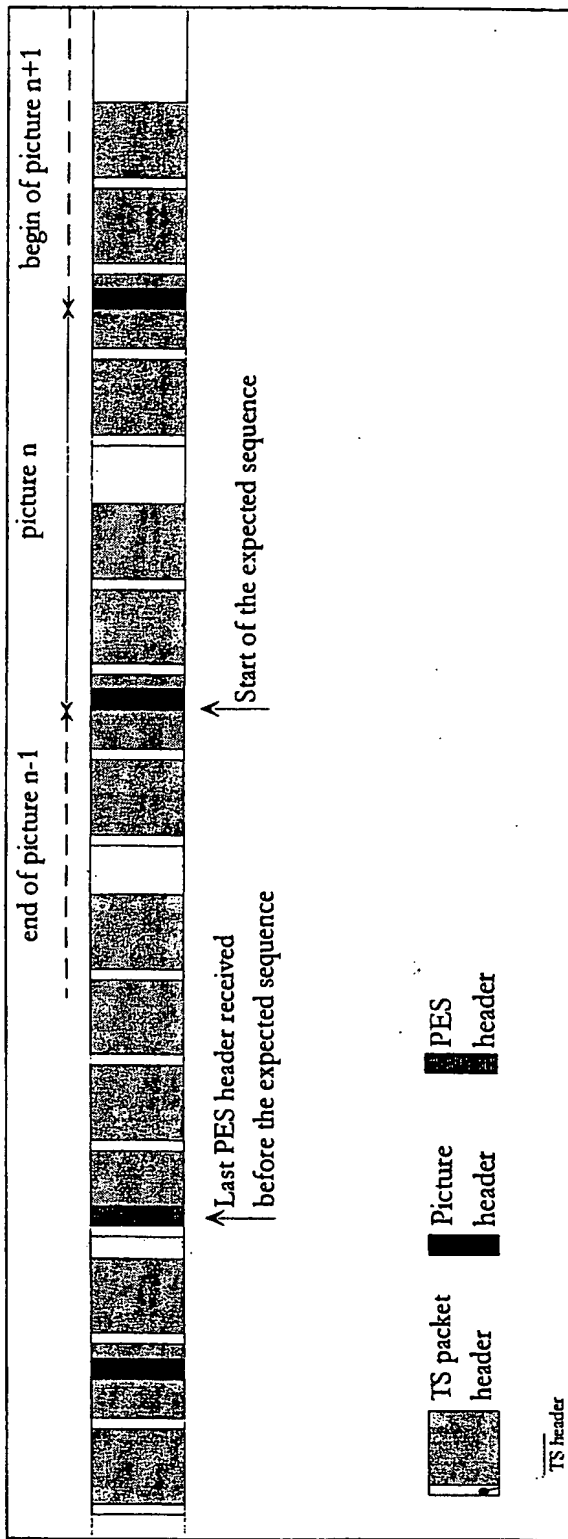 end of picture n-1
picture n
begin of picture n+1
Last PES header received
before the expected sequence
Start of the expected sequence
TS packet
header
Picture
header
PES
header
TS header